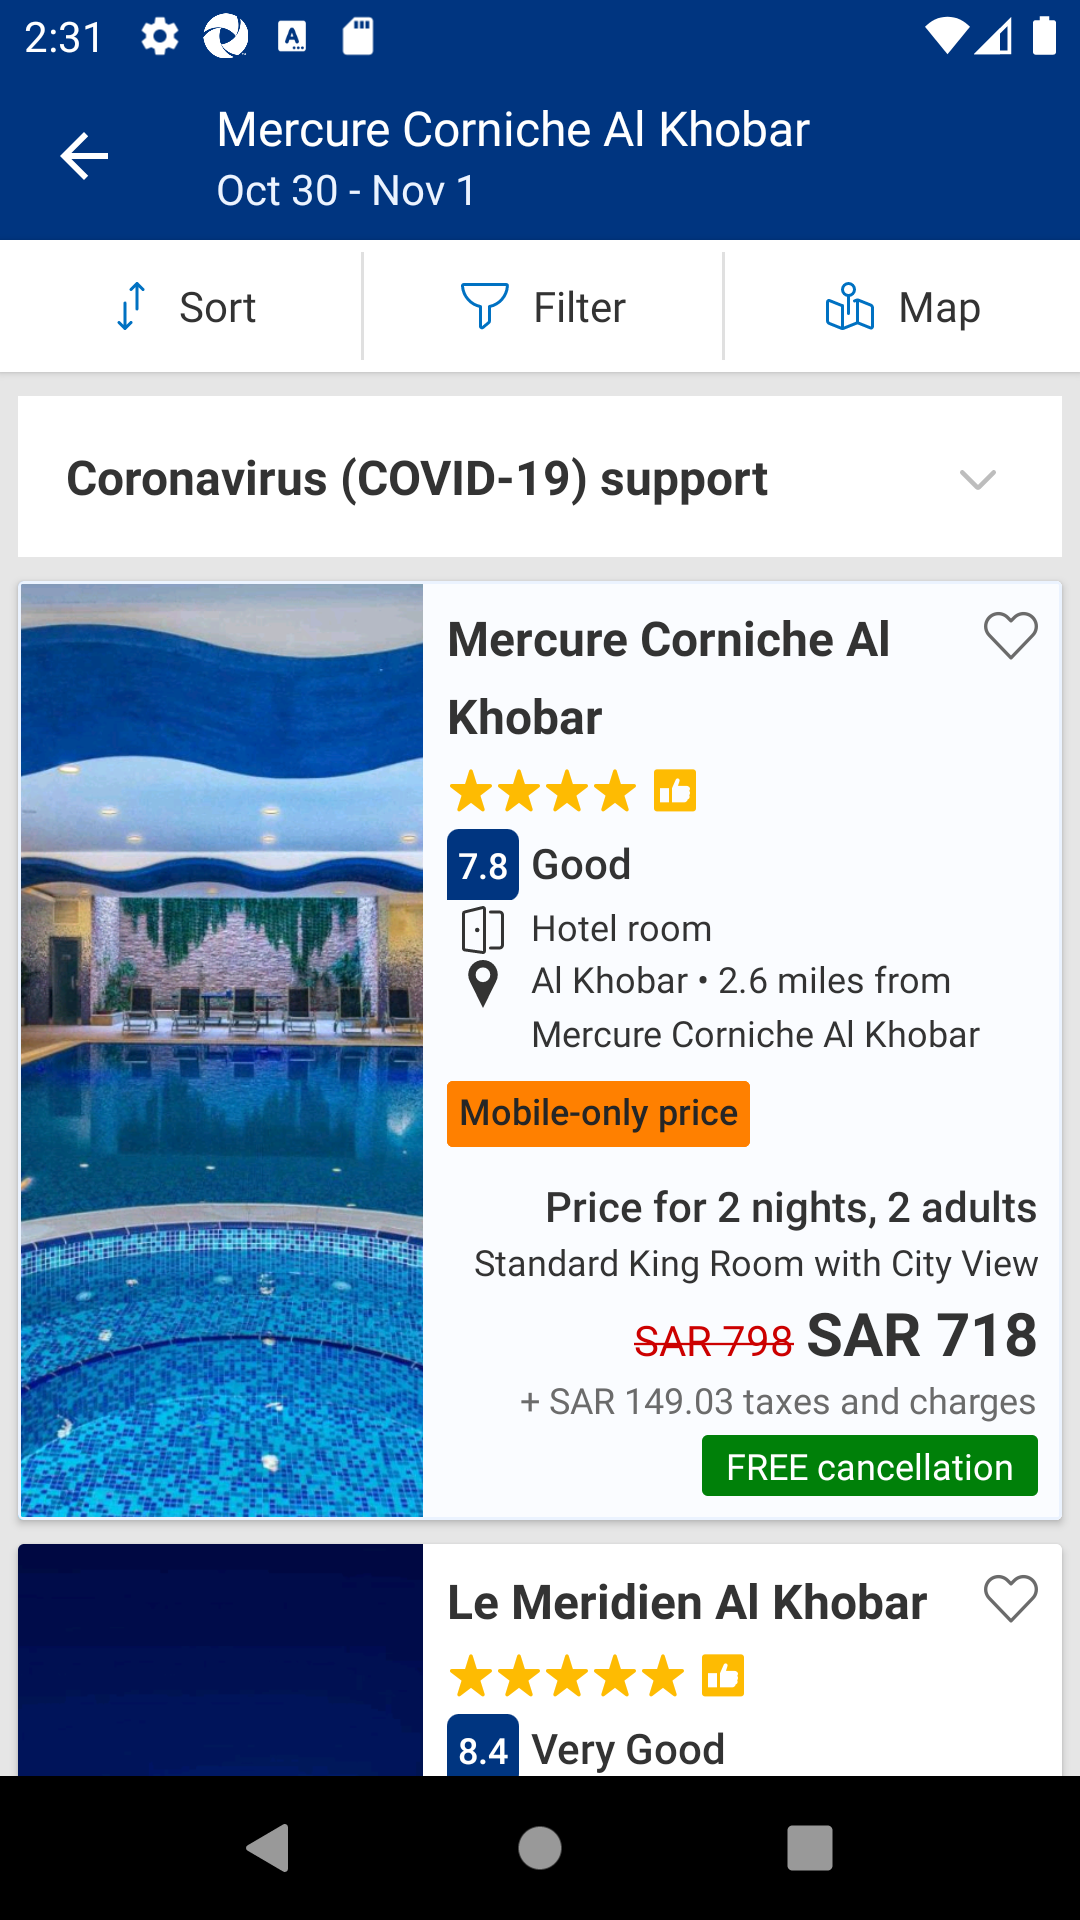 2:31
Mercure Corniche Al Khobar
Oct 30 - Nov 1
Sort
Filter
Map
Coronavirus (COVID-19) support
Mercure Corniche Al
Khobar
7.8 Good
Hotel room
Al Khobar • 2.6 miles from
Mercure Corniche Al Khobar
Mobile-only price
Price for 2 nights, 2 adults
Standard King Room with City View
SAR 798 SAR 718
+ SAR 149.03 taxes and charges
FREE cancellation
Le Meridien Al Khobar
8.4 Very Good